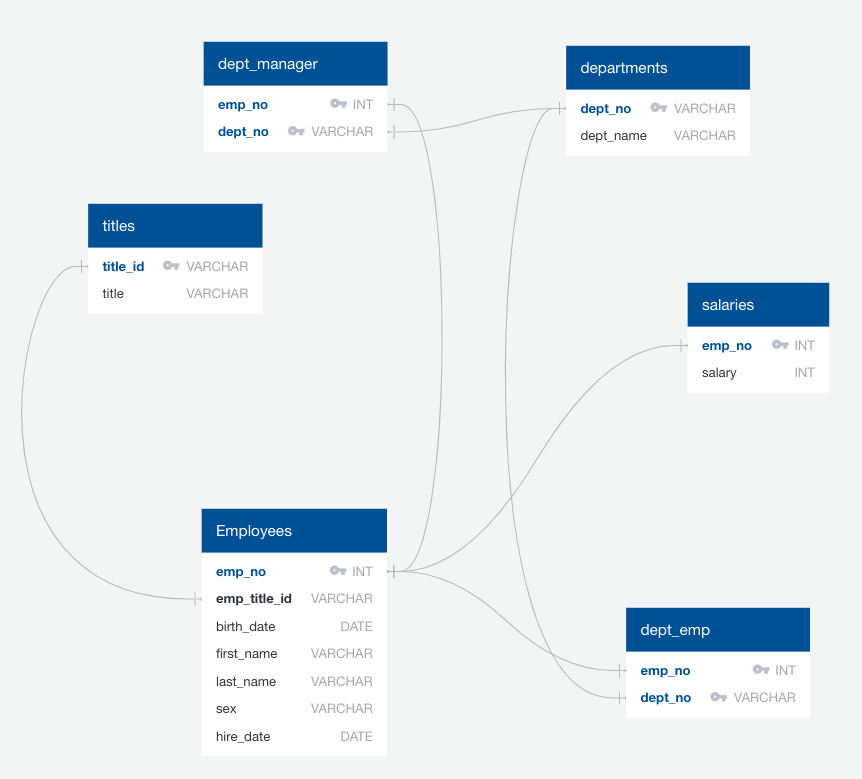 dept_manager
emp_no INT
dept_no VARCHAR
departments
dept_no VARCHAR
dept_name VARCHAR
titles
title_id VARCHAR
title VARCHAR
salaries
emp_no INT
salary INT
Employees
emp_no INT
emp_title_id VARCHAR
birth_date DATE
first_name VARCHAR
last_name VARCHAR
sex VARCHAR
hire_date DATE
dept_emp
emp_no INT
dept_no VARCHAR